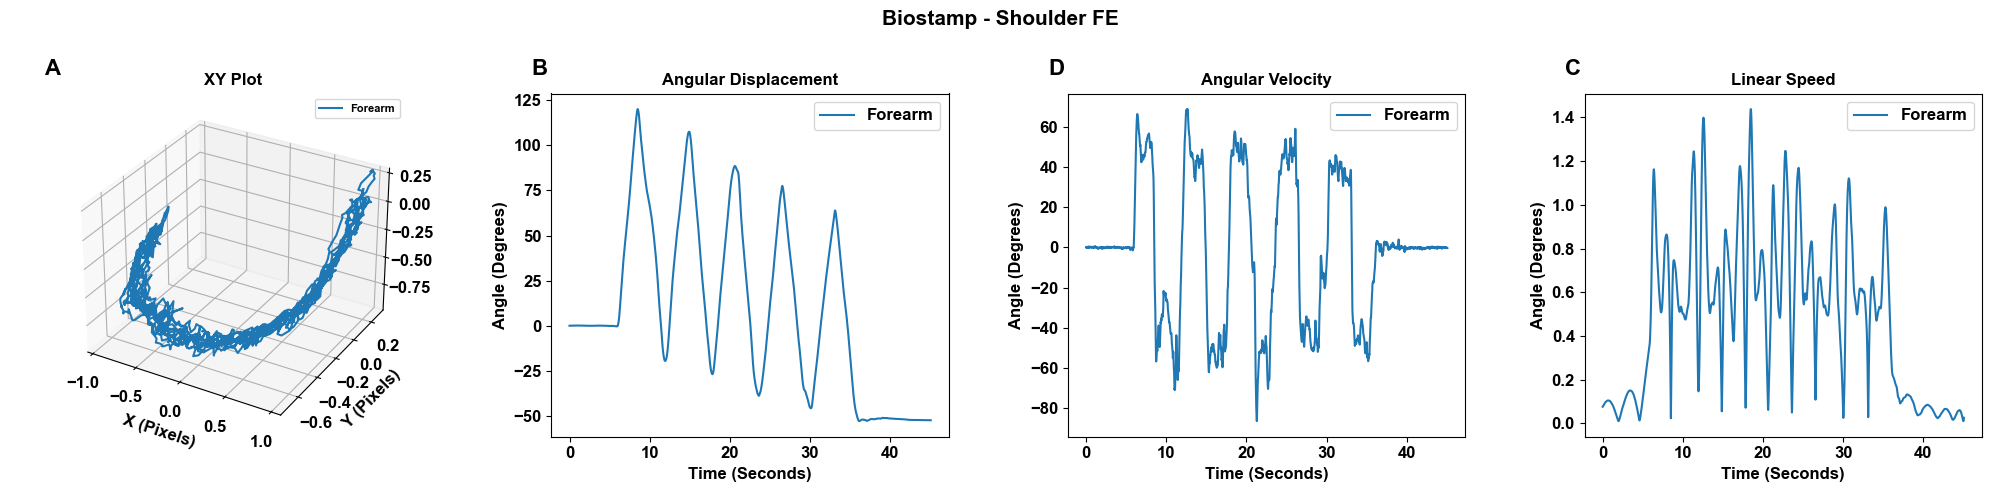 Biostamp - Shoulder FE
A
XY Plot
Forearm
0.25
0.00
−0.25
−0.50
−0.75
−1.0
−0.5
0.0
0.5
1.0
X (Pixels)
0.2
0.0
−0.2
−0.4
−0.6
Y (Pixels)
B
Angular Displacement
Forearm
125
100
75
50
25
0
−25
−50
Angle (Degrees)
0 10 20 30 40
Time (Seconds)
D
Angular Velocity
Forearm
60
40
20
0
−20
−40
−60
−80
Angle (Degrees)
0 10 20 30 40
Time (Seconds)
C
Linear Speed
Forearm
1.4
1.2
1.0
0.8
0.6
0.4
0.2
0.0
Angle (Degrees)
0 10 20 30 40
Time (Seconds)